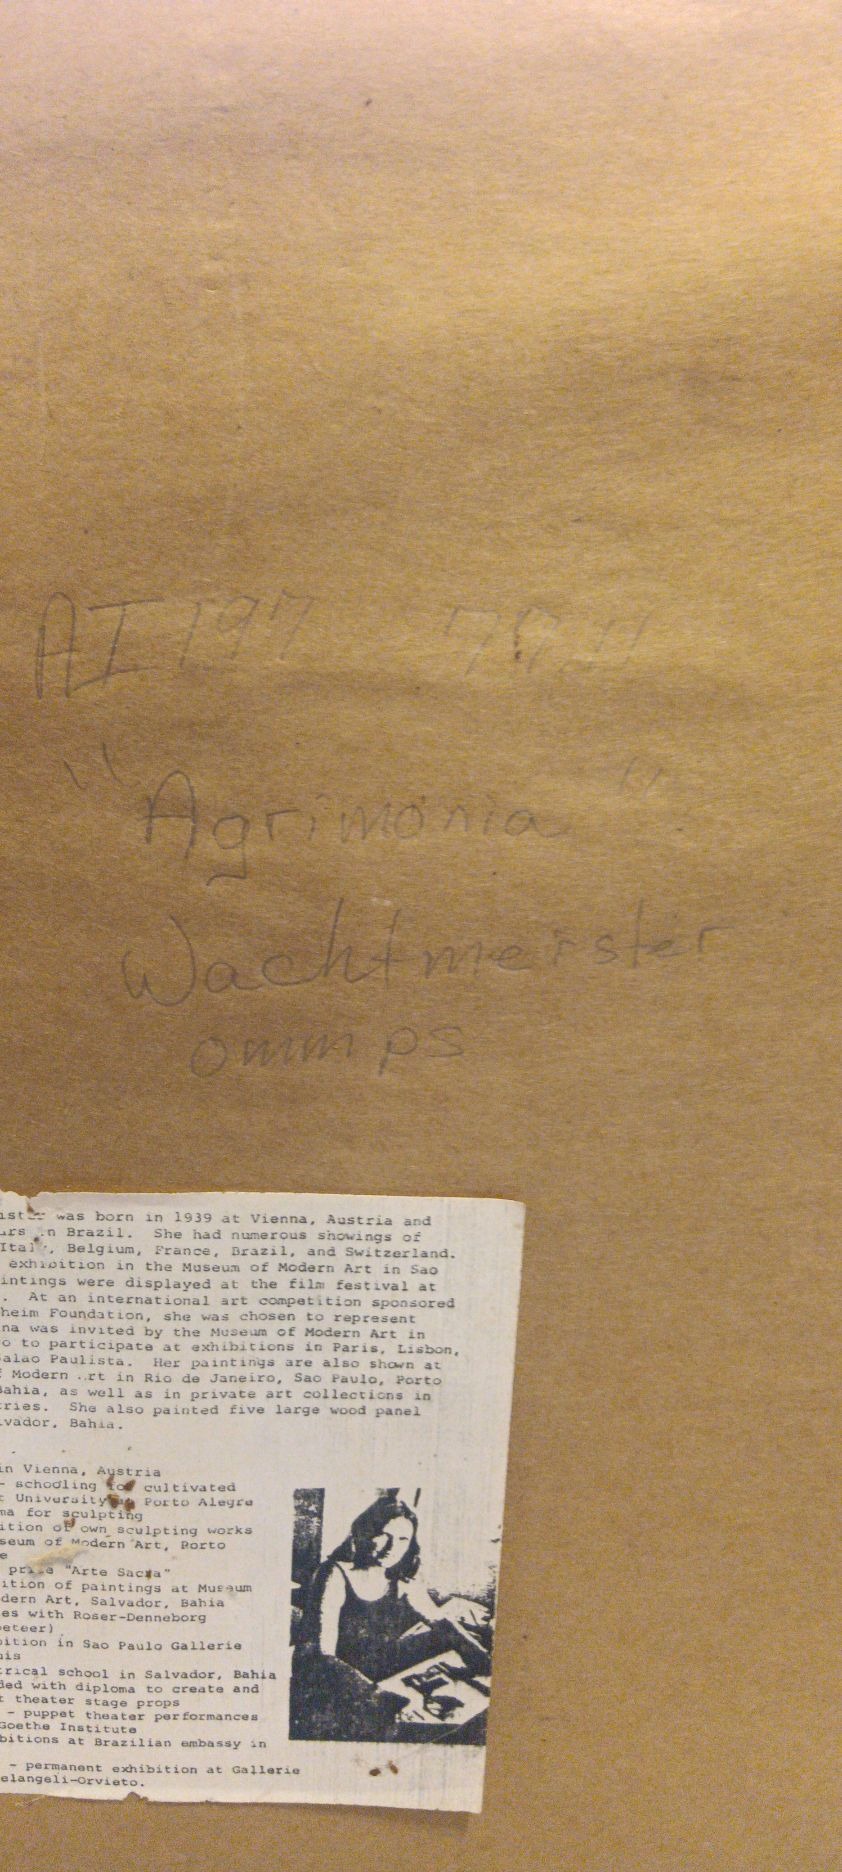 AI 197
"Agrimonia"
Wachtmeister
was born in 1939 at Vienna, Austria and
in Brazil. She had numerous showings of
Italy, Belgium, France, Brazil, and Switzerland.
exhibition in the Museum of Modern Art in Sao
intings were displayed at the film festival at
. At an international art competition sponsored
heim Foundation, she was chosen to represent
na was invited by the Museum of Modern Art in
o to participate at exhibitions in Paris, Lisbon,
alao Paulista. Her paintings are also shown at
f Modern .rt in Rio de Janeiro, Sao Paulo, Porto
Bahia, as well as in private art collections in
tries. She also painted five large wood panel
lvador, Bahia.
in Vienna, Austria
- schooling for cultivated
t University Porto Alegre
ma for sculpting
ition of own sculpting works
seum of Modern Art, Porto
e
prize "Arte Sacra"
ition of paintings at Museum
dern Art, Salvador, Bahia
es with Roser-Denneborg
peteer)
bition in Sao Paulo Gallerie
his
trical school in Salvador, Bahia
ded with diploma to create and
t theater stage props
- puppet theater performances
Goethe Institute
bitions at Brazilian embassy in
- permanent exhibition at Gallerie
elangeli-Orvieto.